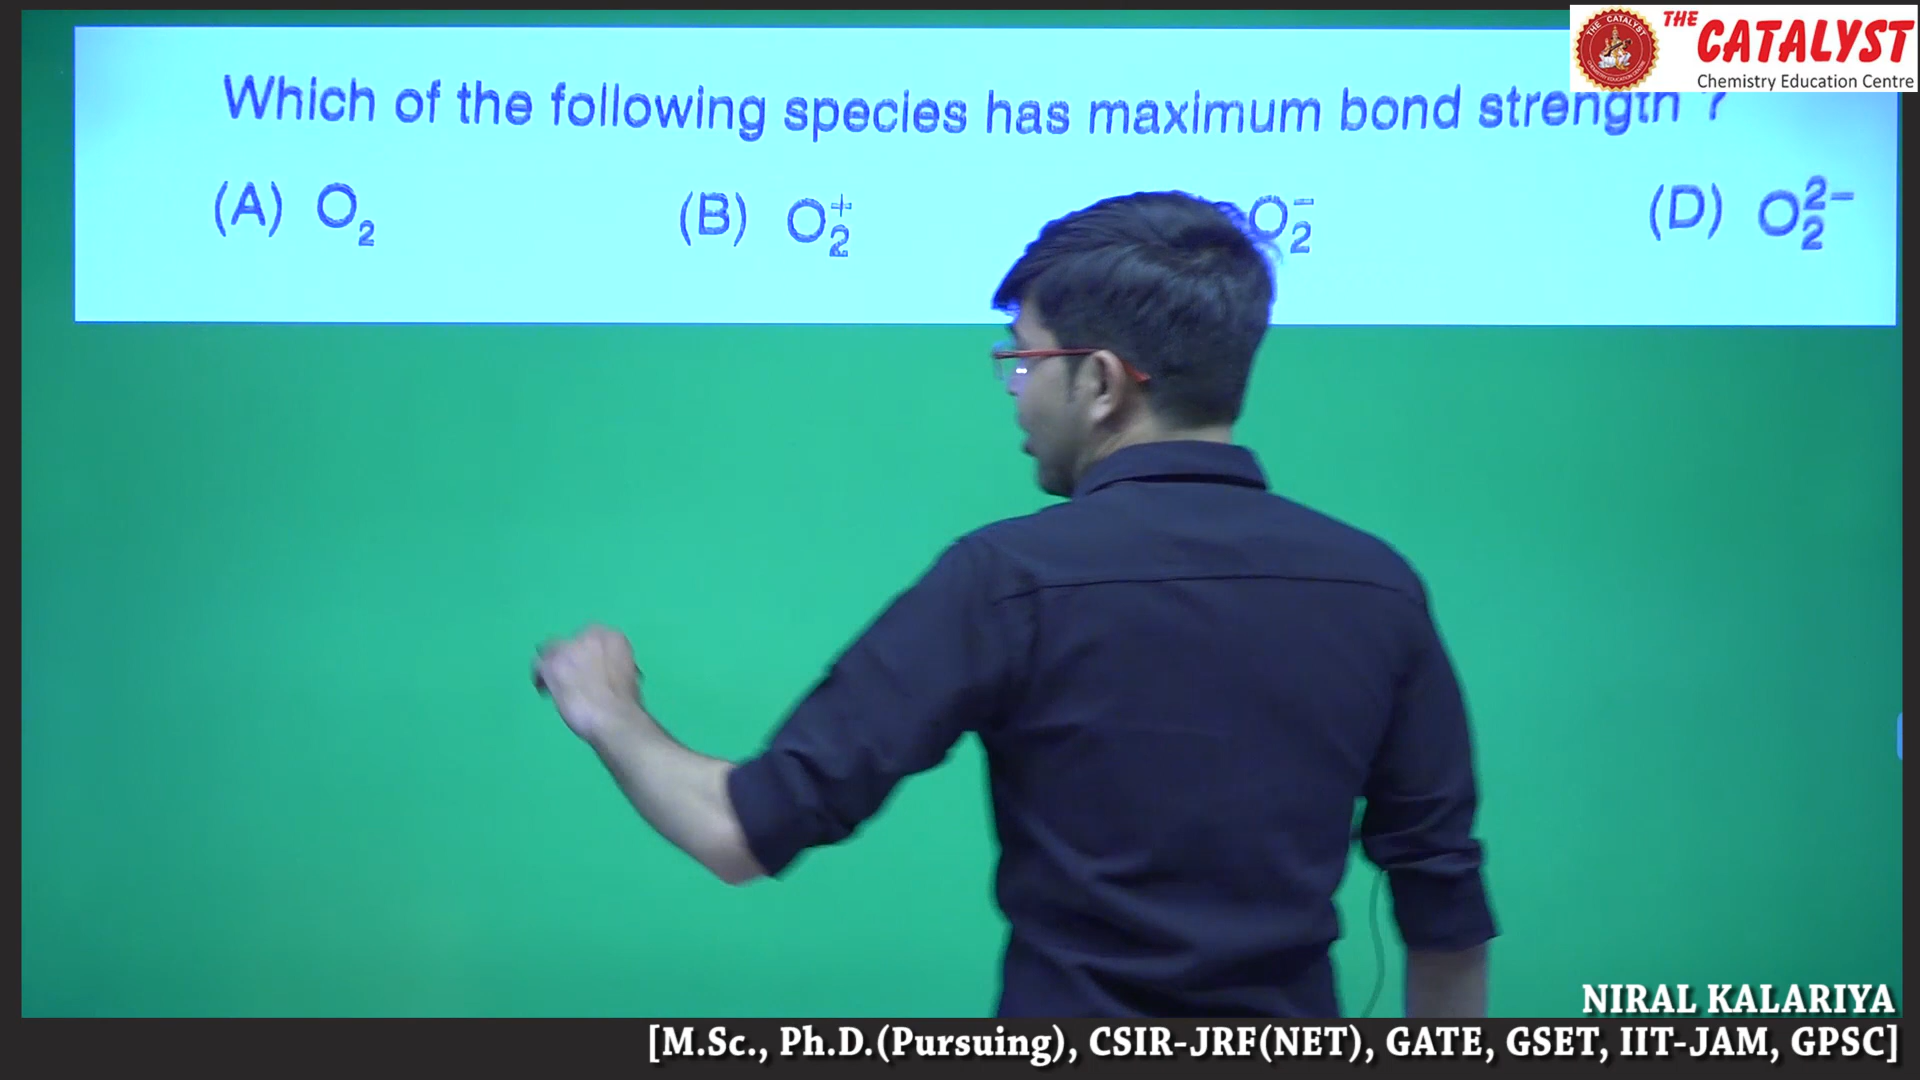 THE
CATALYST
Chemistry Education Centre
Which of the following species has maximum bond strength ?
(A) O₂ (B) O₂⁺ O₂⁻ (D) O₂²⁻
NIRAL KALARIYA
[M.Sc., Ph.D.(Pursuing), CSIR-JRF(NET), GATE, GSET, IIT-JAM, GPSC]